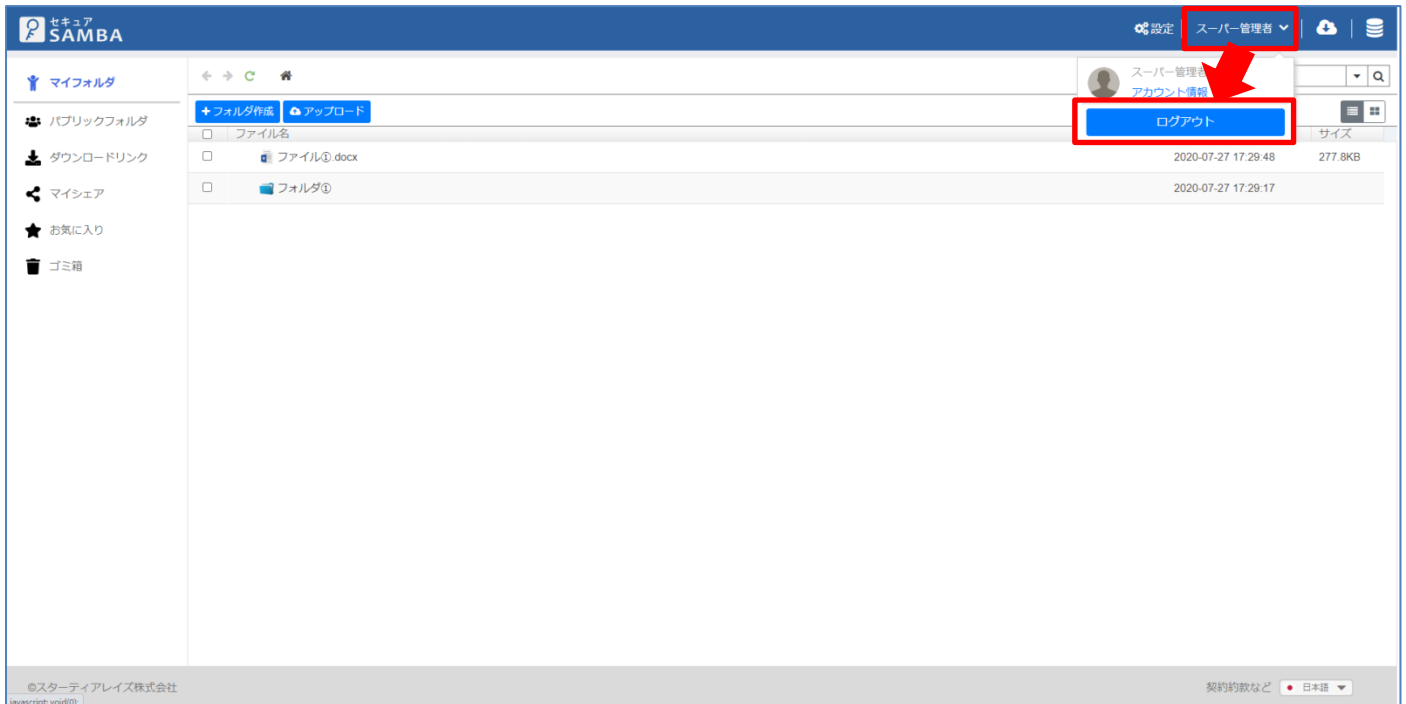 セキュア
SAMBA
設定
スーパー管理者
スーパー管理者
アカウント情報
ログアウト
マイフォルダ
パブリックフォルダ
ダウンロードリンク
マイシェア
お気に入り
ゴミ箱
+フォルダ作成
アップロード
ファイル名
サイズ
ファイル①.docx
2020-07-27 17:29:48
277.8KB
フォルダ①
2020-07-27 17:29:17
©スターティアレイズ株式会社
契約約款など
日本語
javascript: void(0);